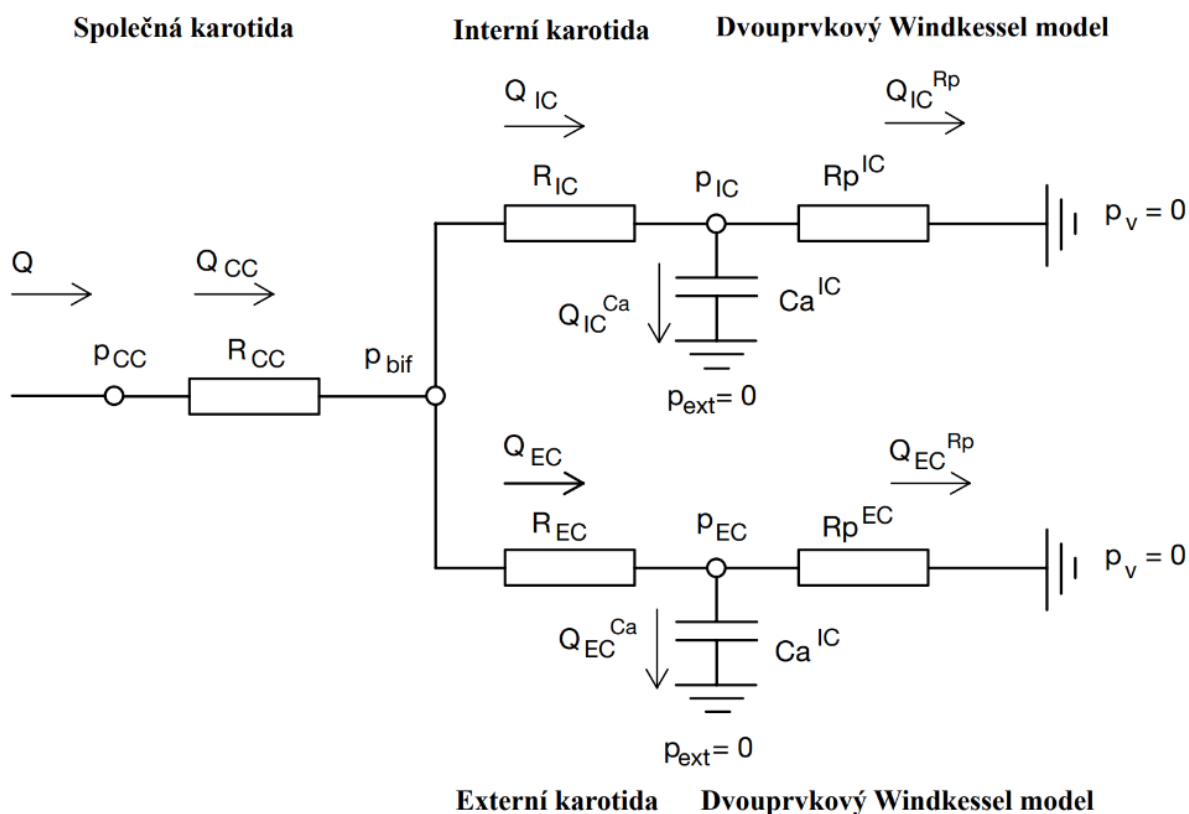 Společná karotida
Interní karotida
Dvouprvkový Windkessel model
Q IC
Q IC Rp
R IC
p IC
Rp IC
p v = 0
Q
Q CC
Q IC Ca
Ca IC
p CC
R CC
p bif
p ext = 0
Q EC
Q EC Rp
R EC
p EC
Rp EC
p v = 0
Q EC Ca
Ca IC
p ext = 0
Externí karotida
Dvouprvkový Windkessel model